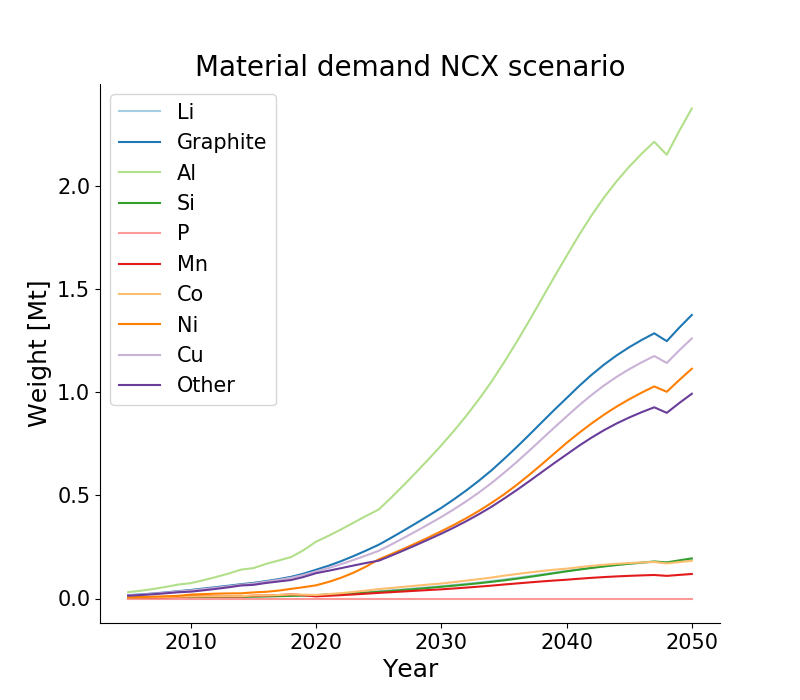 Material demand NCX scenario
Li
Graphite
Al
Si
P
Mn
Co
Ni
Cu
Other
Weight [Mt]
2.0
1.5
1.0
0.5
0.0
2010 2020 2030 2040 2050
Year